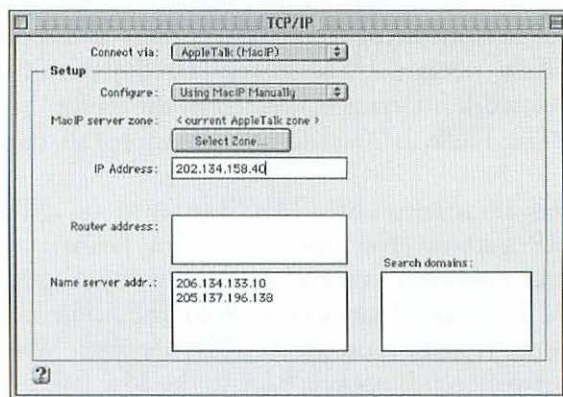 TCP/IP
Connect via: AppleTalk (MacIP)
Setup
Configure: Using MacIP Manually
MacIP server zone: < current AppleTalk zone >
Select Zone...
IP Address: 202.134.158.40
Router address:
Search domains:
Name server addr.: 206.134.133.10
205.137.196.138
?